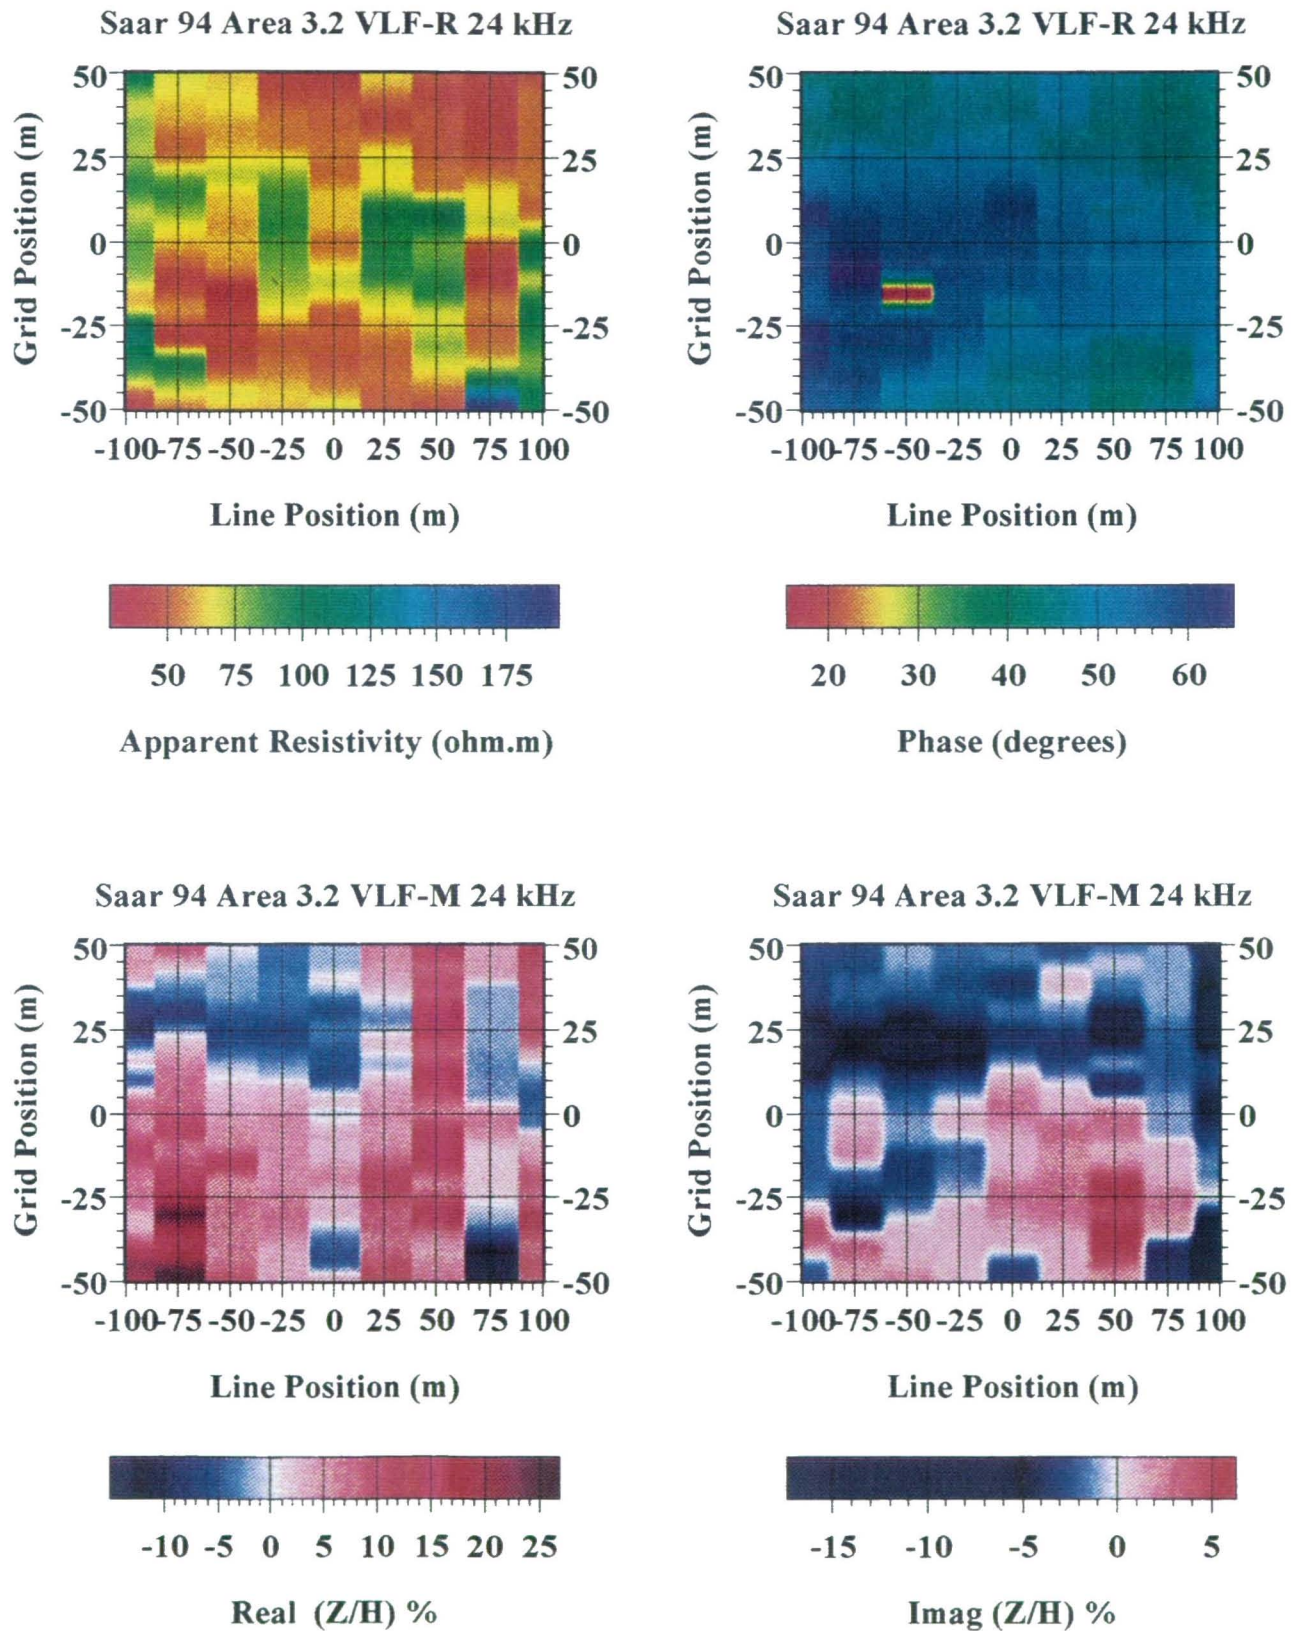 Saar 94 Area 3.2 VLF-R 24 kHz
Grid Position (m)
50
25
0
-25
-50
50
25
0
-25
-50
-100 -75 -50 -25 0 25 50 75 100
Line Position (m)
50 75 100 125 150 175
Apparent Resistivity (ohm.m)
Saar 94 Area 3.2 VLF-R 24 kHz
Grid Position (m)
50
25
0
-25
-50
50
25
0
-25
-50
-100 -75 -50 -25 0 25 50 75 100
Line Position (m)
20 30 40 50 60
Phase (degrees)
Saar 94 Area 3.2 VLF-M 24 kHz
Grid Position (m)
50
25
0
-25
-50
50
25
0
-25
-50
-100 -75 -50 -25 0 25 50 75 100
Line Position (m)
-10 -5 0 5 10 15 20 25
Real (Z/H) %
Saar 94 Area 3.2 VLF-M 24 kHz
Grid Position (m)
50
25
0
-25
-50
50
25
0
-25
-50
-100 -75 -50 -25 0 25 50 75 100
Line Position (m)
-15 -10 -5 0 5
Imag (Z/H) %